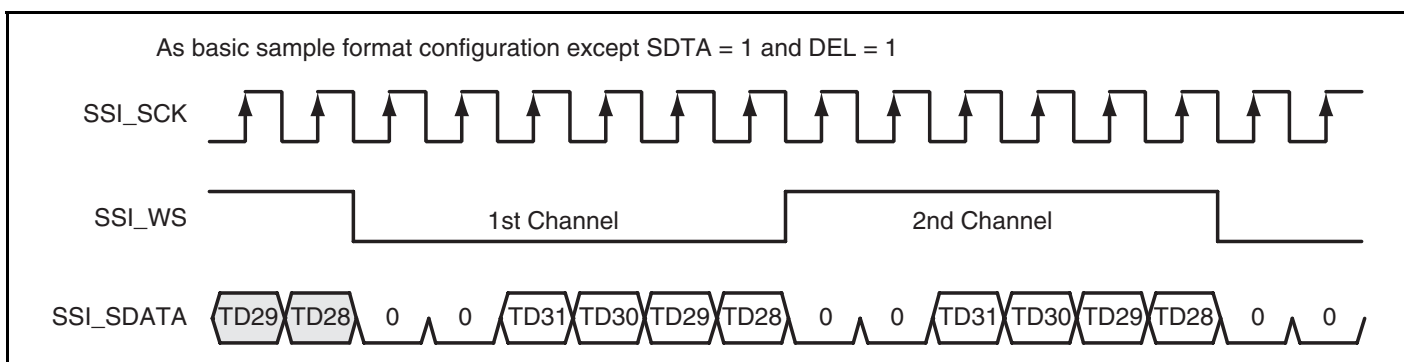 As basic sample format configuration except SDTA = 1 and DEL = 1
SSI_SCK
SSI_WS 1st Channel 2nd Channel
SSI_SDATA TD29 TD28 0 0 TD31 TD30 TD29 TD28 0 0 TD31 TD30 TD29 TD28 0 0